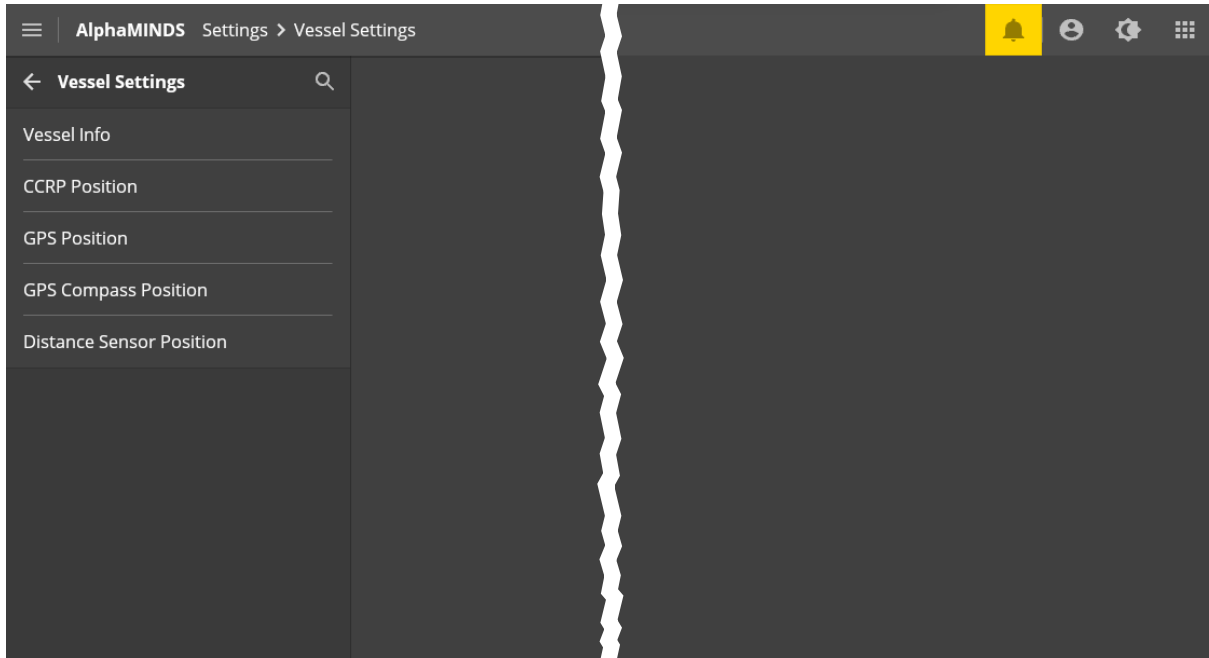 AlphaMINDS Settings > Vessel Settings
Vessel Settings
Vessel Info
CCRP Position
GPS Position
GPS Compass Position
Distance Sensor Position